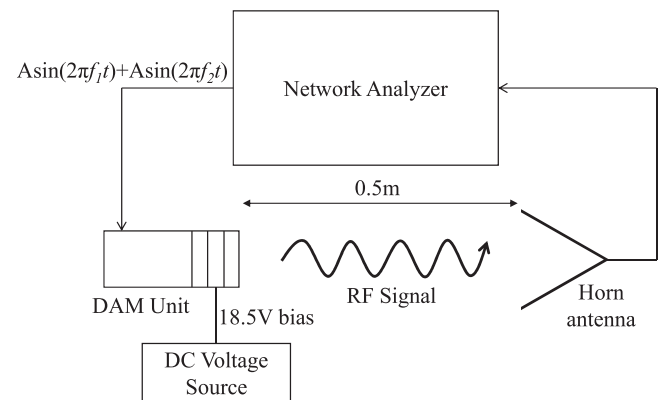 Asin(2πf₁t)+Asin(2πf₂t)
Network Analyzer
0.5m
DAM Unit
RF Signal
Horn
antenna
18.5V bias
DC Voltage
Source